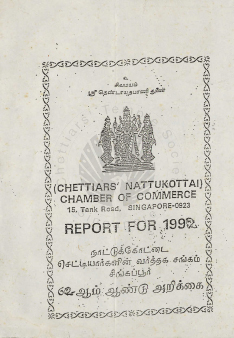 உ
சிவமயம்
ஸ்ரீ தெண்டாயுதபாணி துணை
(CHETTIARS' NATTUKOTTAI)
CHAMBER OF COMMERCE
15, Tank Road, SINGAPORE-0923
REPORT FOR 1992
நாட்டுக்கோட்டை
செட்டியார்களின் வர்த்தக சங்கம்
சிங்கப்பூர்
ஆம் ஆண்டு அறிக்கை